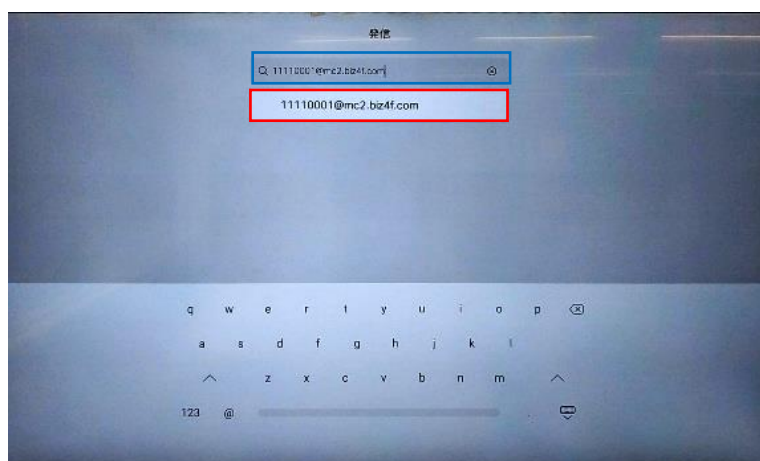 発信
11110001@mc2.biz4f.com
11110001@mc2.biz4f.com
q w e r t y u i o p
a s d f g h j k l
z x c v b n m
123 @ .